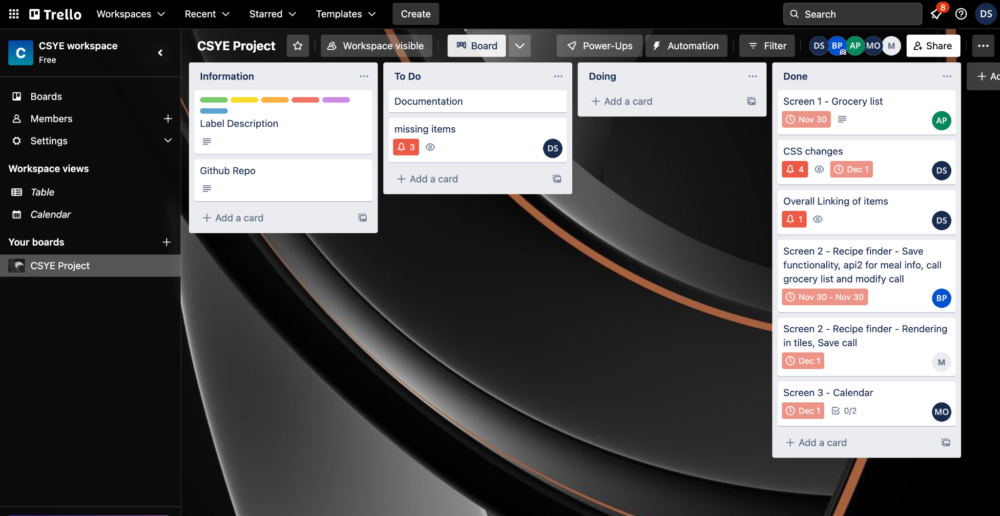 Trello
Workspaces
Recent
Starred
Templates
Create
Search
8
DS
C
CSYE workspace
Free
Boards
Members
Settings
Workspace views
Table
Calendar
Your boards
CSYE Project
CSYE Project
Workspace visible
Board
Power-Ups
Automation
Filter
DS
BP
AP
MO
M
Share
Information
Label Description
Github Repo
Add a card
To Do
Documentation
missing items
3
DS
Add a card
Doing
Add a card
Done
Screen 1 - Grocery list
Nov 30
AP
CSS changes
4
Dec 1
DS
Overall Linking of items
1
DS
Screen 2 - Recipe finder - Save
functionality, api2 for meal info, call
grocery list and modify call
Nov 30 - Nov 30
BP
Screen 2 - Recipe finder - Rendering
in tiles, Save call
Dec 1
M
Screen 3 - Calendar
Dec 1
0/2
MO
Add a card